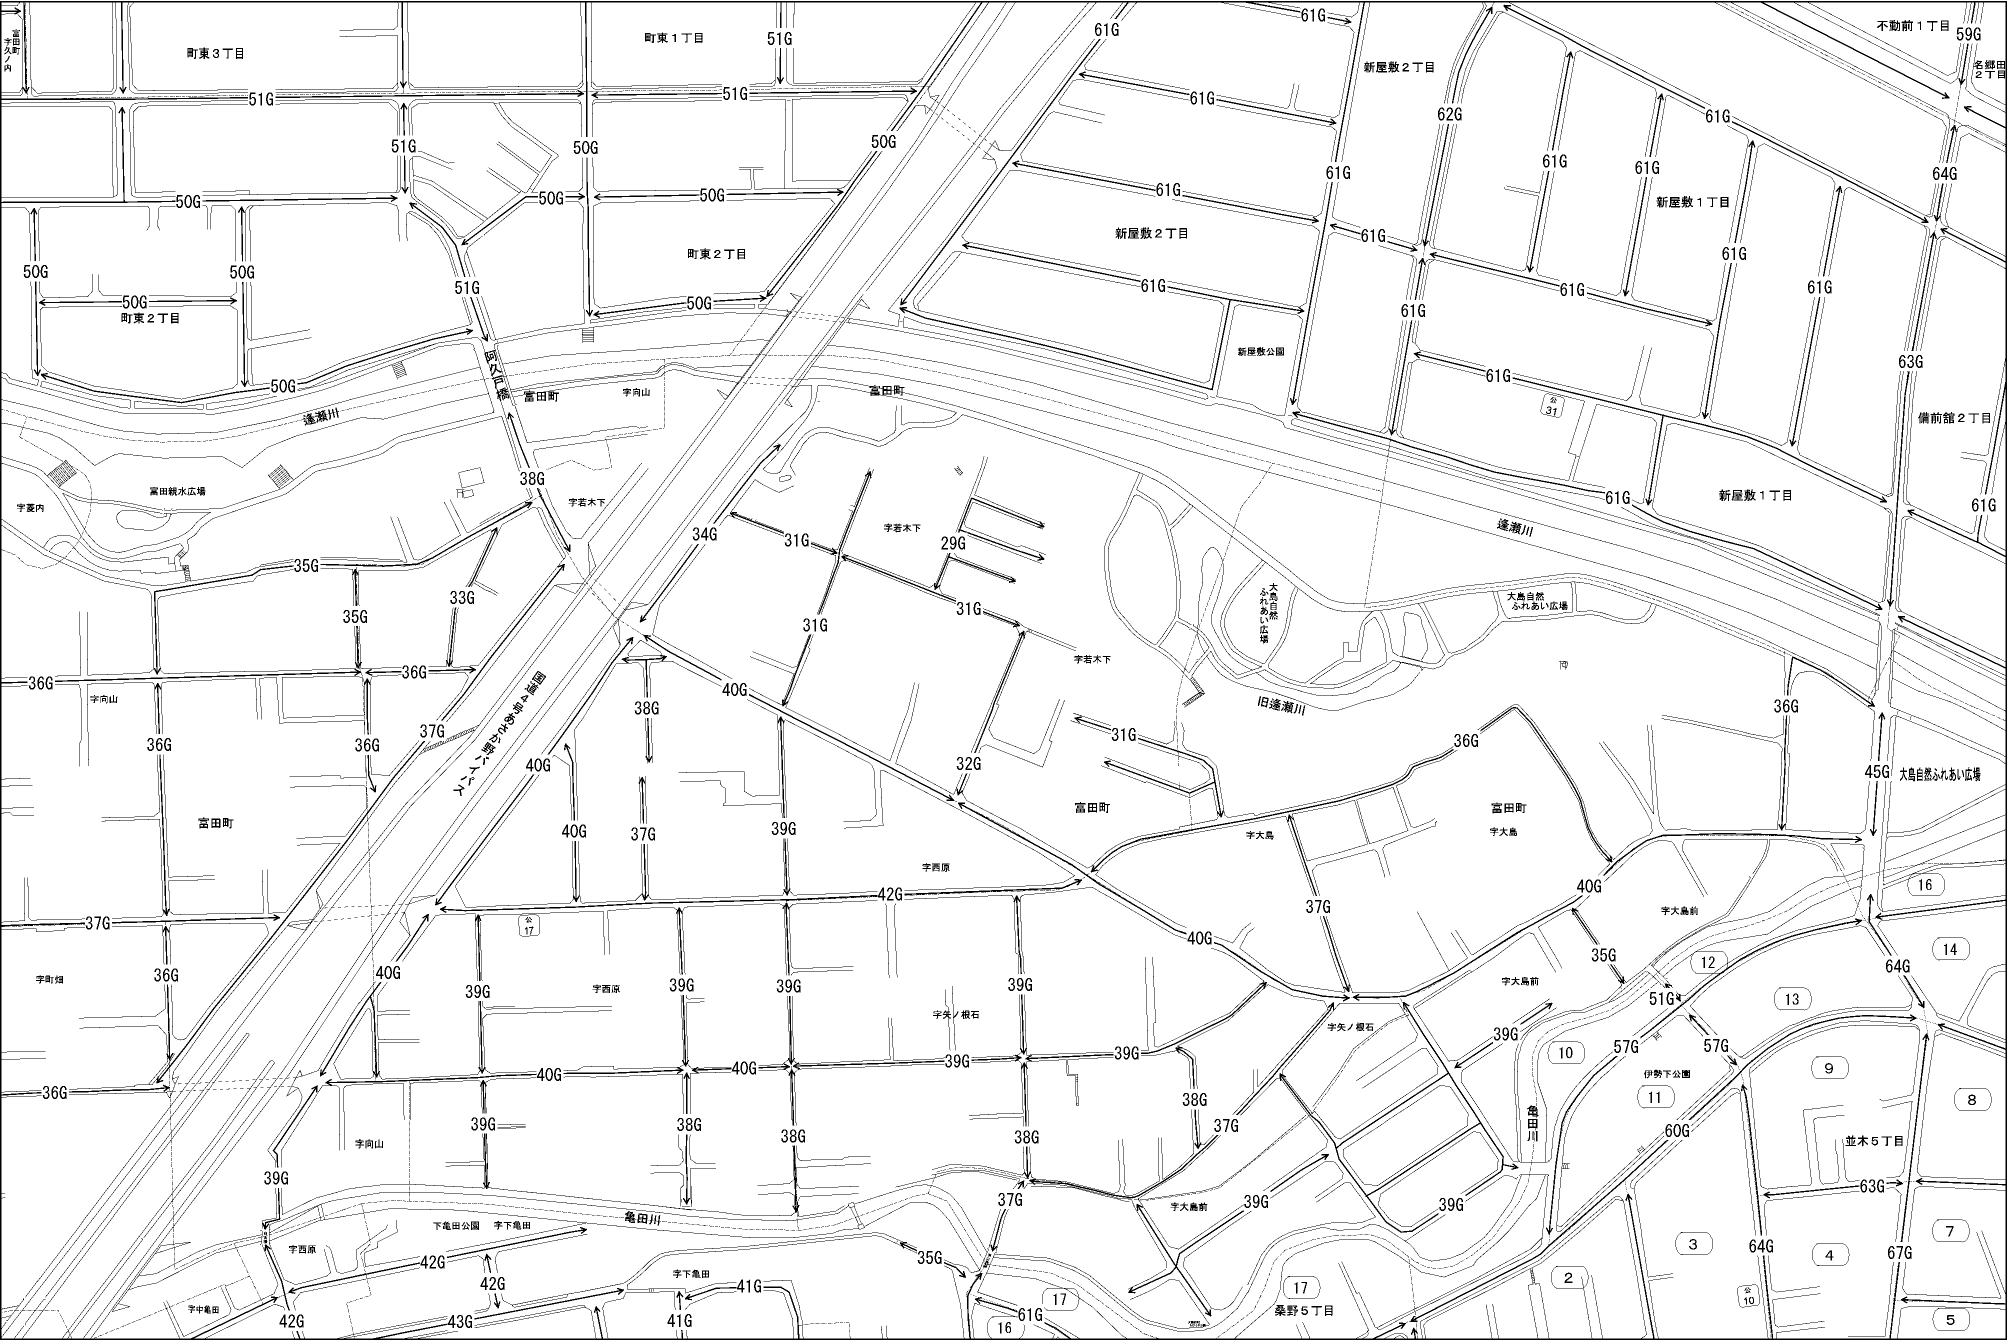 富田町
字久ノ内
町東３丁目
町東１丁目
51G
61G
61G
不動前１丁目
59G
名郷田
２丁目
新屋敷２丁目
51G
51G
61G
62G
61G
51G
50G
50G
61G
61G
64G
61G
61G
50G
50G
50G
61G
新屋敷１丁目
新屋敷２丁目
61G
町東２丁目
61G
50G
50G
51G
61G
61G
61G
50G
50G
町東２丁目
61G
新屋敷公園
63G
阿久戸橋
50G
富田町
字向山
富田町
61G
公
31
備前舘２丁目
逢瀬川
38G
富田親水広場
字菱内
字若木下
字若木下
新屋敷１丁目
61G
61G
逢瀬川
34G
31G
29G
35G
33G
35G
31G
31G
大島自然
ふれあい広場
大島自然
ふれあい広場
字若木下
36G
36G
字向山
40G
国道４号あさか野バイパス
38G
旧逢瀬川
36G
36G
36G
37G
31G
36G
40G
32G
45G
大島自然ふれあい広場
富田町
40G
37G
39G
富田町
富田町
字大島
字大島
字西原
42G
40G
16
37G
公
17
37G
字大島前
40G
35G
14
字町畑
36G
40G
39G
字西原
39G
39G
39G
字大島前
12
64G
51G
13
字矢ノ根石
字矢ノ根石
39G
57G
57G
10
36G
40G
40G
39G
39G
伊勢下公園
11
9
8
39G
38G
38G
38G
38G
37G
亀田川
60G
並木５丁目
字向山
39G
37G
39G
39G
63G
字大島前
亀田川
下亀田公園
字下亀田
字西原
42G
42G
35G
字下亀田
41G
3
64G
4
67G
7
2
17
桑野５丁目
17
字中亀田
42G
43G
41G
61G
16
公
10
5